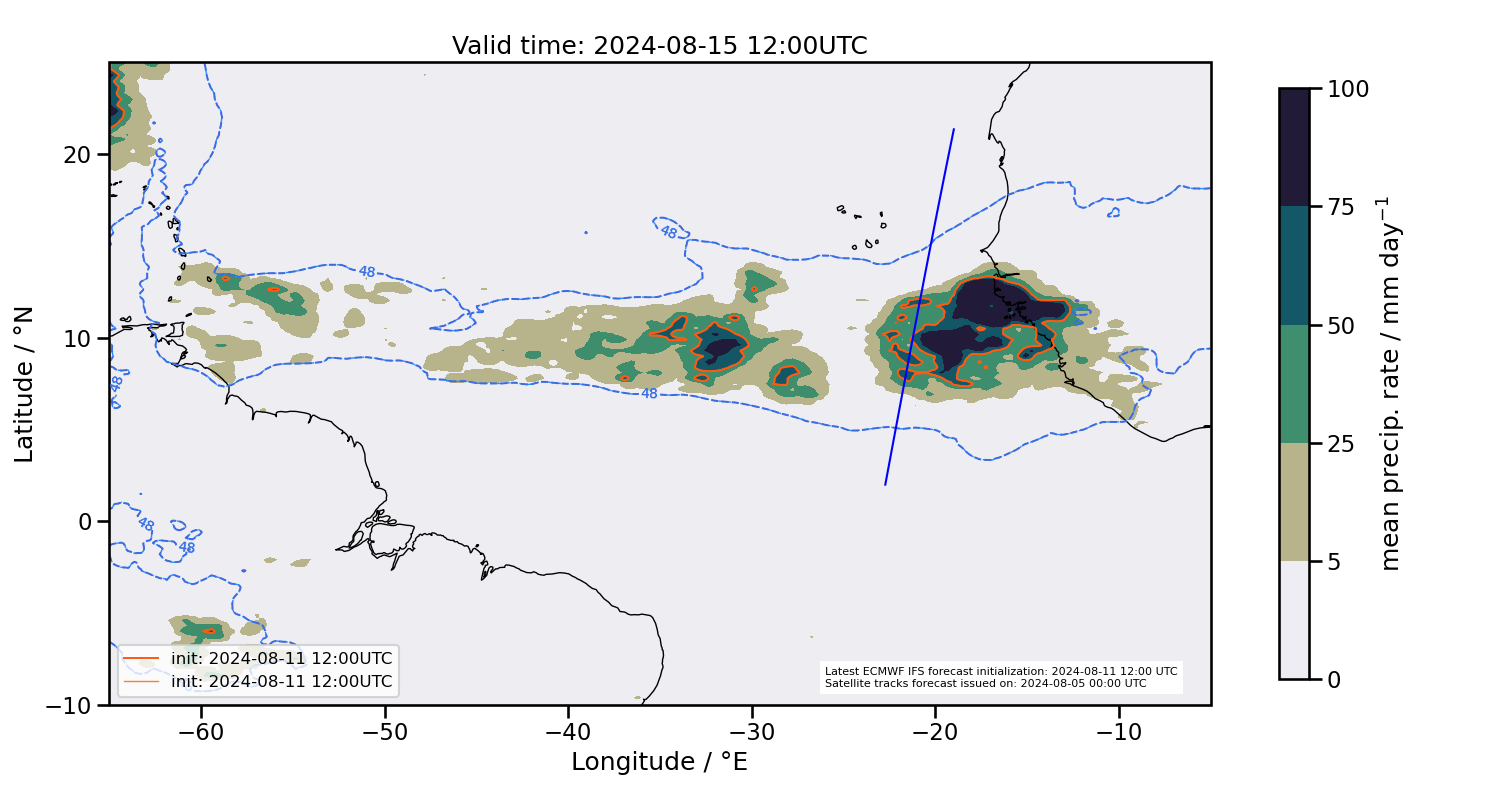 Valid time: 2024-08-15 12:00UTC
100
75
50
25
5
0
mean precip. rate / mm day⁻¹
20
10
0
−10
Latitude / °N
48
48
48
48
48
48
init: 2024-08-11 12:00UTC
init: 2024-08-11 12:00UTC
Latest ECMWF IFS forecast initialization: 2024-08-11 12:00 UTC
Satellite tracks forecast issued on: 2024-08-05 00:00 UTC
−60
−50
−40
−30
−20
−10
Longitude / °E